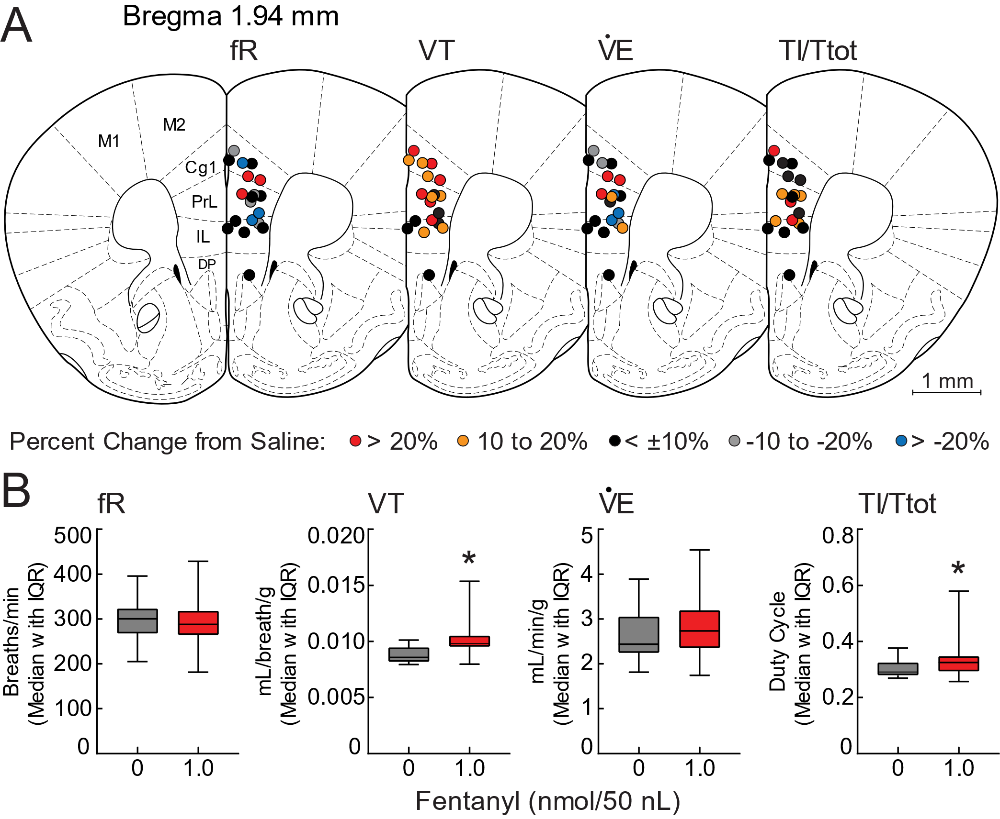 A
Bregma 1.94 mm
fR
VT
V̇E
TI/Ttot
M1
M2
Cg1
PrL
IL
DP
1 mm
Percent Change from Saline: > 20% 10 to 20% < ±10% -10 to -20% > -20%
B
fR
Breaths/min
(Median w ith IQR)
500
400
300
200
100
0
0 1.0
VT
mL/breath/g
(Median w ith IQR)
0.020
0.015
0.010
0.005
0
*
0 1.0
V̇E
mL/min/g
(Median w ith IQR)
5
4
3
2
1
0
0 1.0
TI/Ttot
Duty Cycle
(Median w ith IQR)
0.8
0.6
0.4
0.2
0
*
0 1.0
Fentanyl (nmol/50 nL)